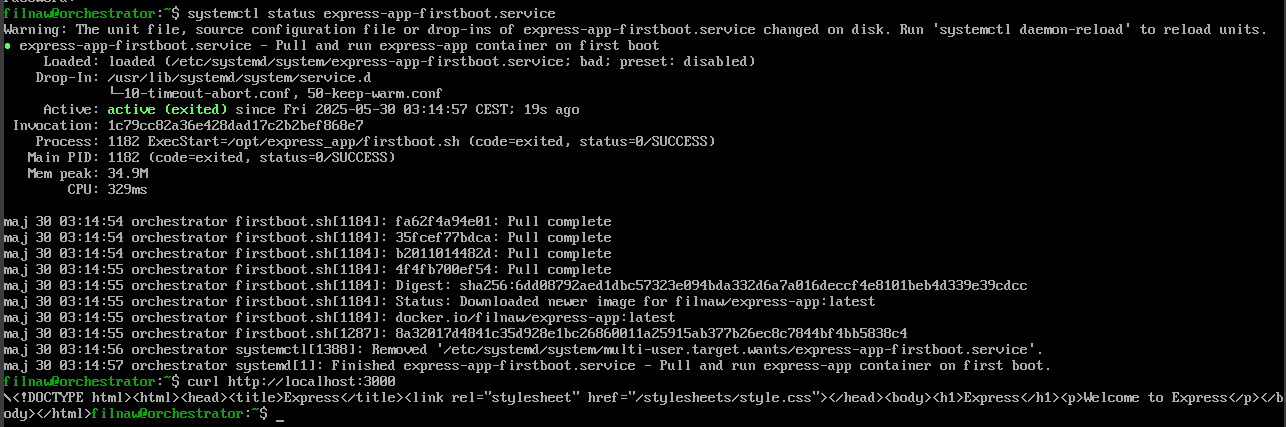 filnaw@orchestrator:~$ systemctl status express-app-firstboot.service
Warning: The unit file, source configuration file or drop-ins of express-app-firstboot.service changed on disk. Run 'systemctl daemon-reload' to reload units.
● express-app-firstboot.service - Pull and run express-app container on first boot
Loaded: loaded (/etc/systemd/system/express-app-firstboot.service; bad; preset: disabled)
Drop-In: /usr/lib/systemd/system/service.d
└─10-timeout-abort.conf, 50-keep-warm.conf
Active: active (exited) since Fri 2025-05-30 03:14:57 CEST; 19s ago
Invocation: 1c79cc82a36e428dad17c2b2bef868e7
Process: 1182 ExecStart=/opt/express_app/firstboot.sh (code=exited, status=0/SUCCESS)
Main PID: 1182 (code=exited, status=0/SUCCESS)
Mem peak: 34.9M
CPU: 329ms
maj 30 03:14:54 orchestrator firstboot.sh[1184]: fa62f4a94e01: Pull complete
maj 30 03:14:54 orchestrator firstboot.sh[1184]: 35fcef77bdca: Pull complete
maj 30 03:14:54 orchestrator firstboot.sh[1184]: b2011014482d: Pull complete
maj 30 03:14:55 orchestrator firstboot.sh[1184]: 4f4fb700ef54: Pull complete
maj 30 03:14:55 orchestrator firstboot.sh[1184]: Digest: sha256:6dd08792aed1dbc57323e094bda332d6a7a016deccf4e8101beb4d339e39cdcc
maj 30 03:14:55 orchestrator firstboot.sh[1184]: Status: Downloaded newer image for filnaw/express-app:latest
maj 30 03:14:55 orchestrator firstboot.sh[1184]: docker.io/filnaw/express-app:latest
maj 30 03:14:55 orchestrator firstboot.sh[1287]: 8a32017d4841c35d928e1bc26860011a25915ab377b26ec8c7844bf4bb5838c4
maj 30 03:14:56 orchestrator systemctl[1388]: Removed '/etc/systemd/system/multi-user.target.wants/express-app-firstboot.service'.
maj 30 03:14:57 orchestrator systemd[1]: Finished express-app-firstboot.service - Pull and run express-app container on first boot.
filnaw@orchestrator:~$ curl http://localhost:3000
\<!DOCTYPE html><html><head><title>Express</title><link rel="stylesheet" href="/stylesheets/style.css"></head><body><h1>Express</h1><p>Welcome to Express</p></b
ody></html>filnaw@orchestrator:~$ _